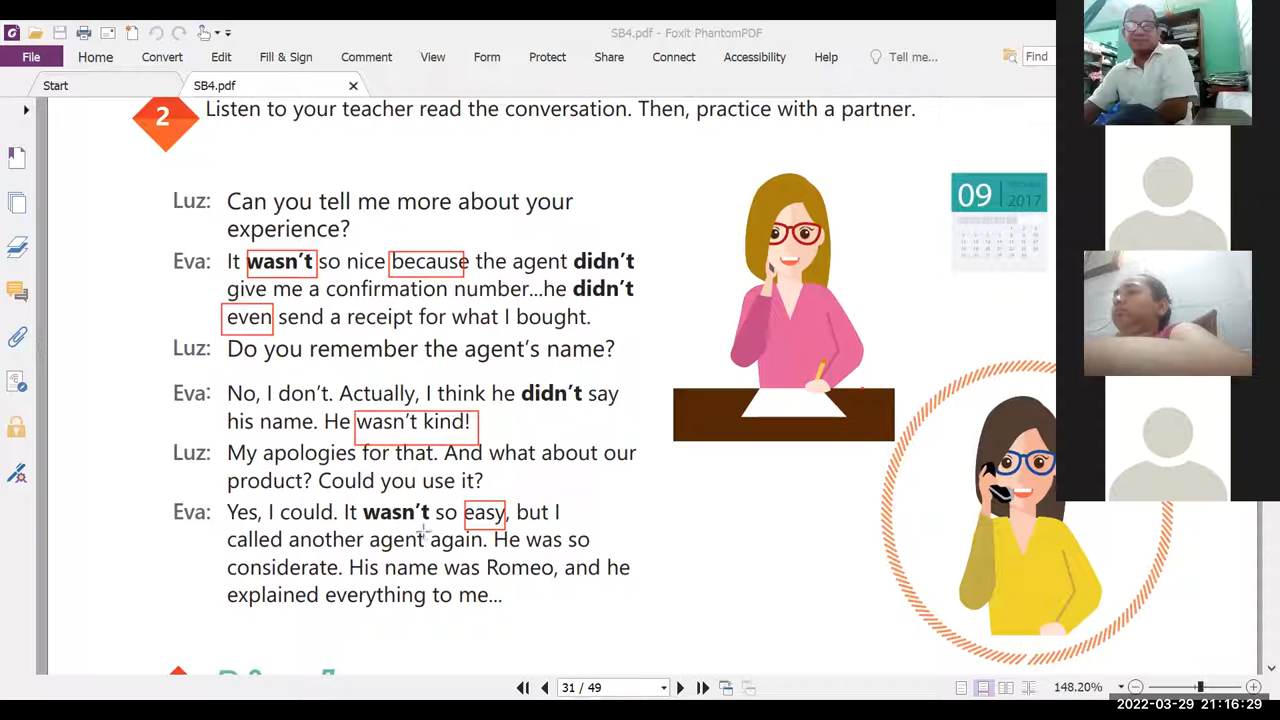 SB4.pdf - Foxit PhantomPDF
File Home Convert Edit Fill & Sign Comment View Form Protect Share Connect Accessibility Help Tell me... Find
Start SB4.pdf
2 Listen to your teacher read the conversation. Then, practice with a partner.
Luz: Can you tell me more about your
experience?
Eva: It wasn't so nice because the agent didn't
give me a confirmation number...he didn't
even send a receipt for what I bought.
Luz: Do you remember the agent's name?
Eva: No, I don't. Actually, I think he didn't say
his name. He wasn't kind!
Luz: My apologies for that. And what about our
product? Could you use it?
Eva: Yes, I could. It wasn't so easy, but I
called another agent again. He was so
considerate. His name was Romeo, and he
explained everything to me...
09
2017
31 / 49
148.20%
2022-03-29 21:16:29